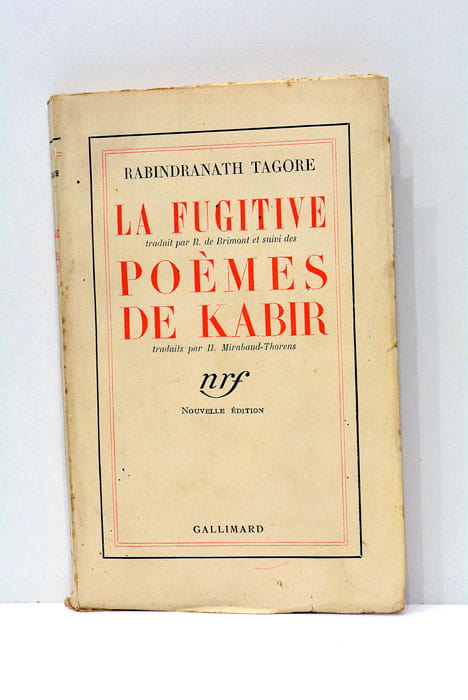 RABINDRANATH TAGORE
LA FUGITIVE
traduit par R. de Brimont et suivi des
POÈMES
DE KABIR
traduits par H. Mirabaud-Thorens
nrf
NOUVELLE ÉDITION
GALLIMARD